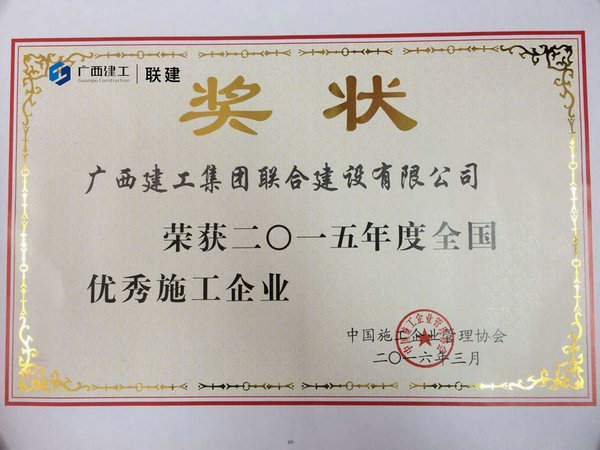 广西建工 联建
Guangxi Construction
奖状
广西建工集团联合建设有限公司
荣获二〇一五年度全国
优秀施工企业
中国施工企业管理协会
二〇一六年三月